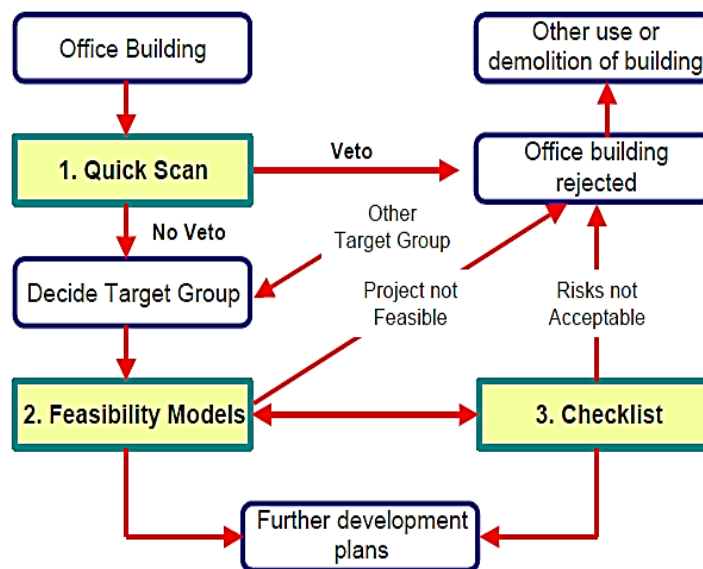 Office Building
Other use or
demolition of building
1. Quick Scan
Veto
Office building
rejected
No Veto
Other
Target Group
Decide Target Group
Project not
Feasible
Risks not
Acceptable
2. Feasibility Models
3. Checklist
Further development
plans